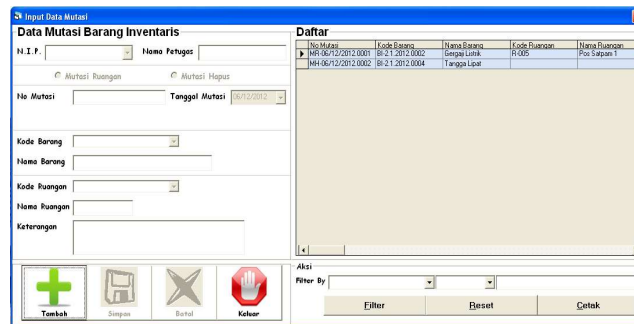 Input Data Mutasi
Data Mutasi Barang Inventaris
N.I.P.
Nama Petugas
Mutasi Ruangan
Mutasi Hapus
No Mutasi
Tanggal Mutasi
06/12/2012
Kode Barang
Nama Barang
Kode Ruangan
Nama Ruangan
Keterangan
Tambah
Simpan
Batal
Keluar
Daftar
No Mutasi Kode Barang Nama Barang Kode Ruangan Nama Ruangan
MR-06/12/2012.0001 BI-2.1.2012.0002 Gergaji Listrik R-005 Pos Satpam 1
MH-06/12/2012.0002 BI-2.1.2012.0004 Tangga Lipat
Aksi
Filter By
Filter
Reset
Cetak